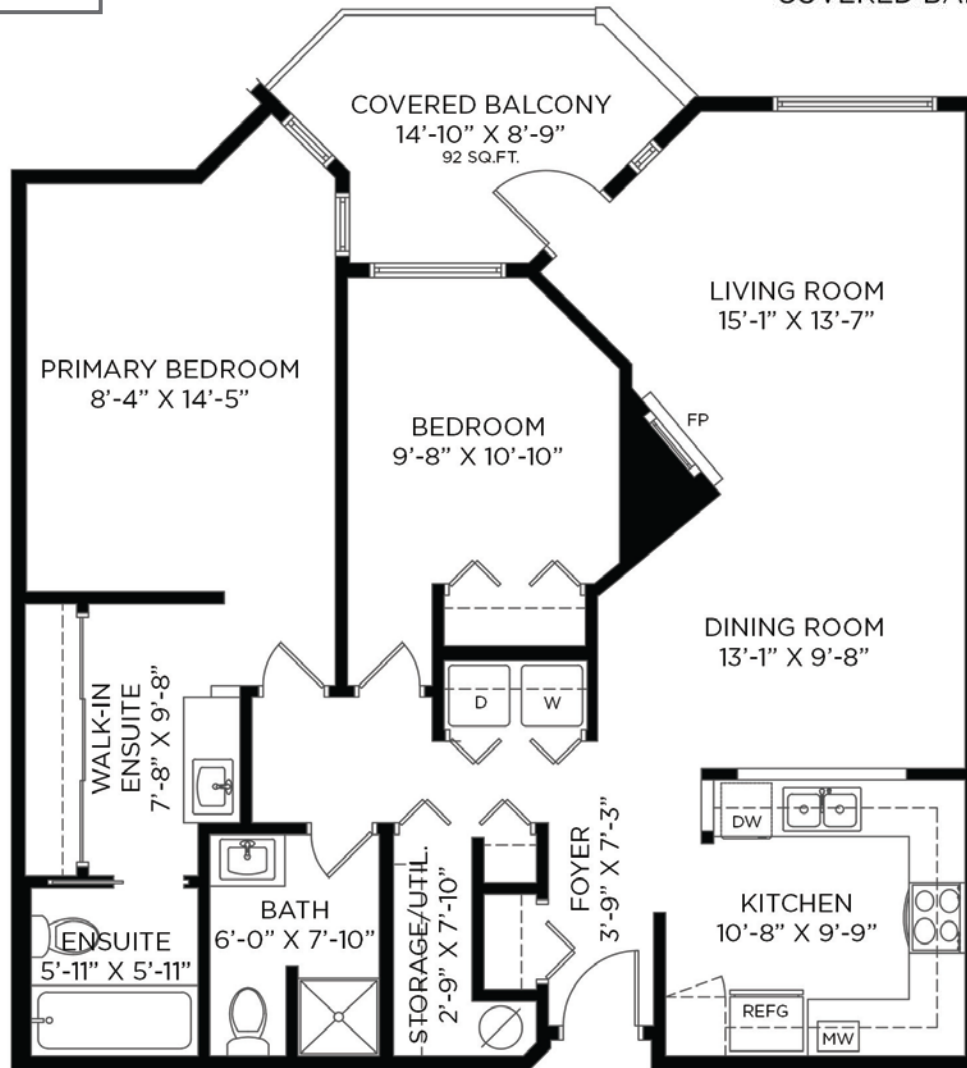 COVERED BALCONY
14'-10" X 8'-9"
92 SQ.FT.
LIVING ROOM
15'-1" X 13'-7"
PRIMARY BEDROOM
8'-4" X 14'-5"
BEDROOM
9'-8" X 10'-10"
FP
DINING ROOM
13'-1" X 9'-8"
WALK-IN
ENSUITE
7'-8" X 9'-8"
D
W
DW
FOYER
3'-9" X 7'-3"
STORAGE/UTIL.
2'-9" X 7'-10"
BATH
6'-0" X 7'-10"
KITCHEN
10'-8" X 9'-9"
ENSUITE
5'-11" X 5'-11"
REFG
MW